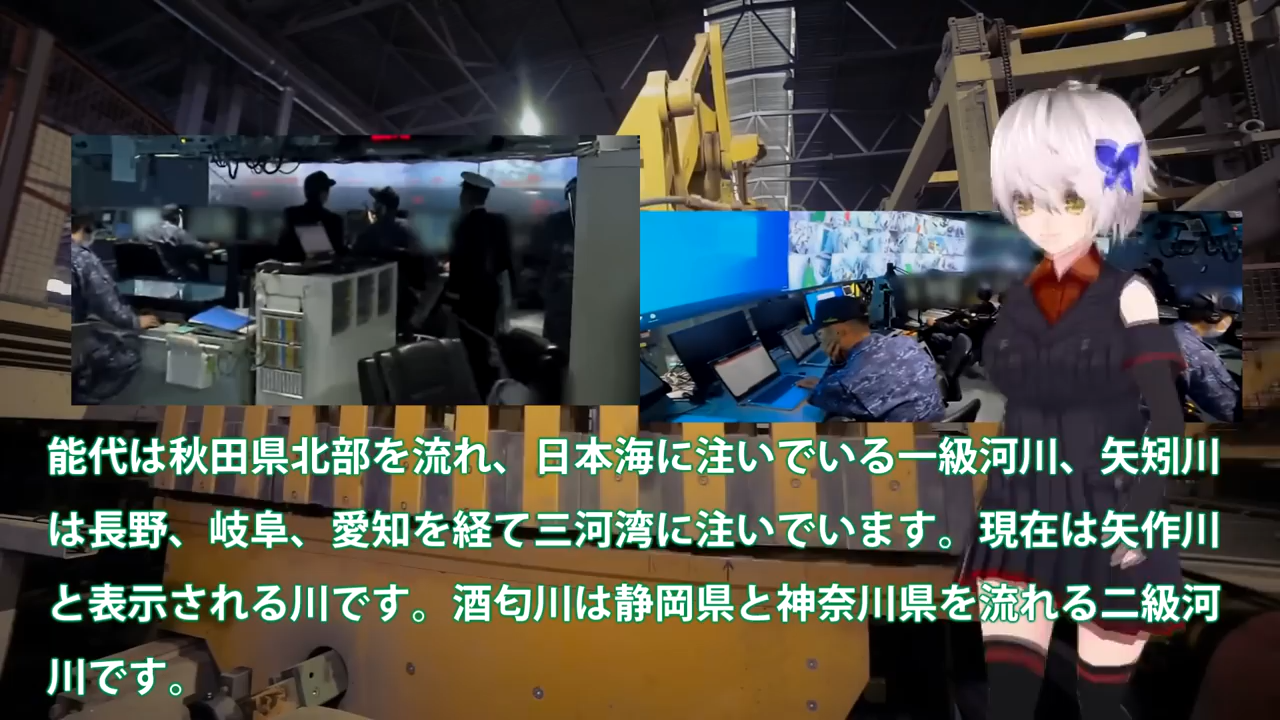 能代は秋田県北部を流れ、日本海に注いでいる一級河川、矢矧川
は長野、岐阜、愛知を経て三河湾に注いでいます。現在は矢作川
と表示される川です。酒匂川は静岡県と神奈川県を流れる二級河
川です。